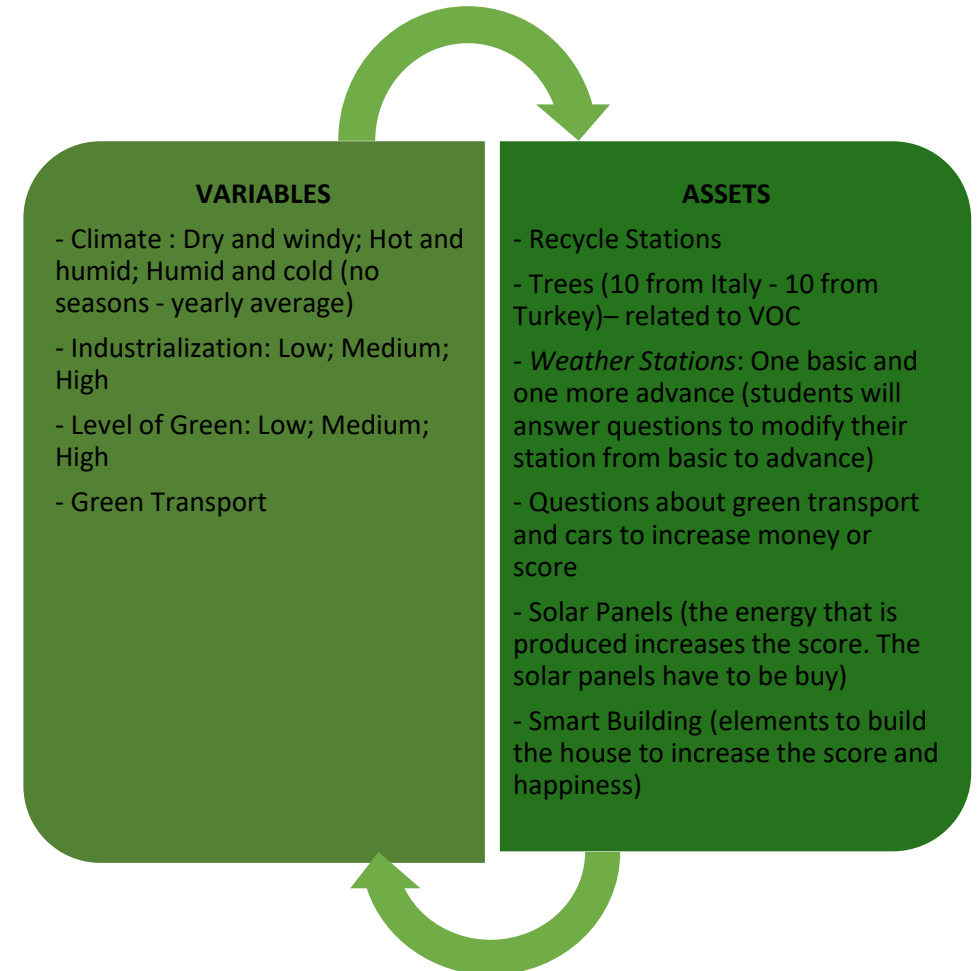 VARIABLES
- Climate : Dry and windy; Hot and
humid; Humid and cold (no
seasons - yearly average)
- Industrialization: Low; Medium;
High
- Level of Green: Low; Medium;
High
- Green Transport
ASSETS
- Recycle Stations
- Trees (10 from Italy - 10 from
Turkey)– related to VOC
- Weather Stations: One basic and
one more advance (students will
answer questions to modify their
station from basic to advance)
- Questions about green transport
and cars to increase money or
score
- Solar Panels (the energy that is
produced increases the score. The
solar panels have to be buy)
- Smart Building (elements to build
the house to increase the score and
happiness)